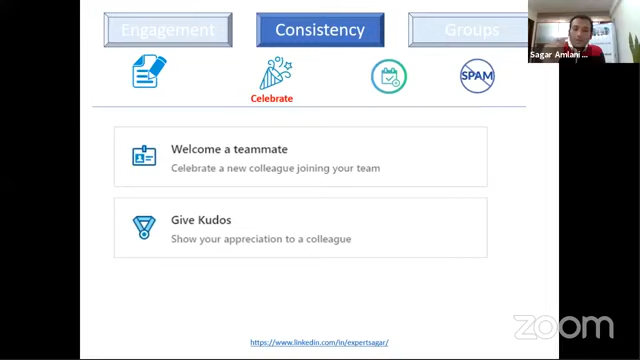 Engagement
Consistency
Groups
Sagar Amlani
SPAM
Celebrate
Welcome a teammate
Celebrate a new colleague joining your team
Give Kudos
Show your appreciation to a colleague
https://www.linkedin.com/in/expertsagar/
zoom